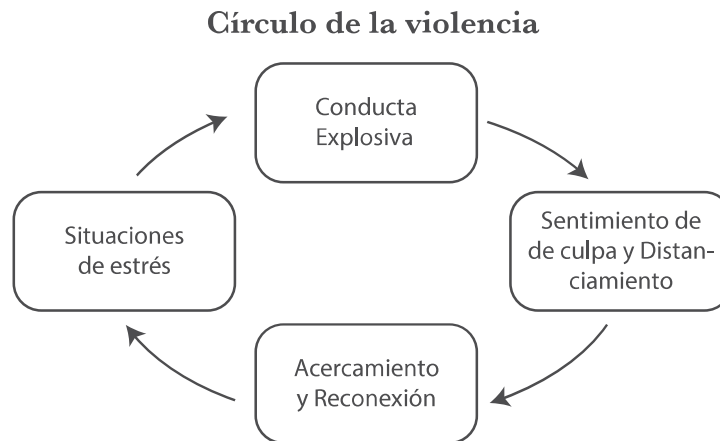 Círculo de la violencia
Conducta
Explosiva
Situaciones
de estrés
Sentimiento de
de culpa y Distan-
ciamiento
Acercamiento
y Reconexión